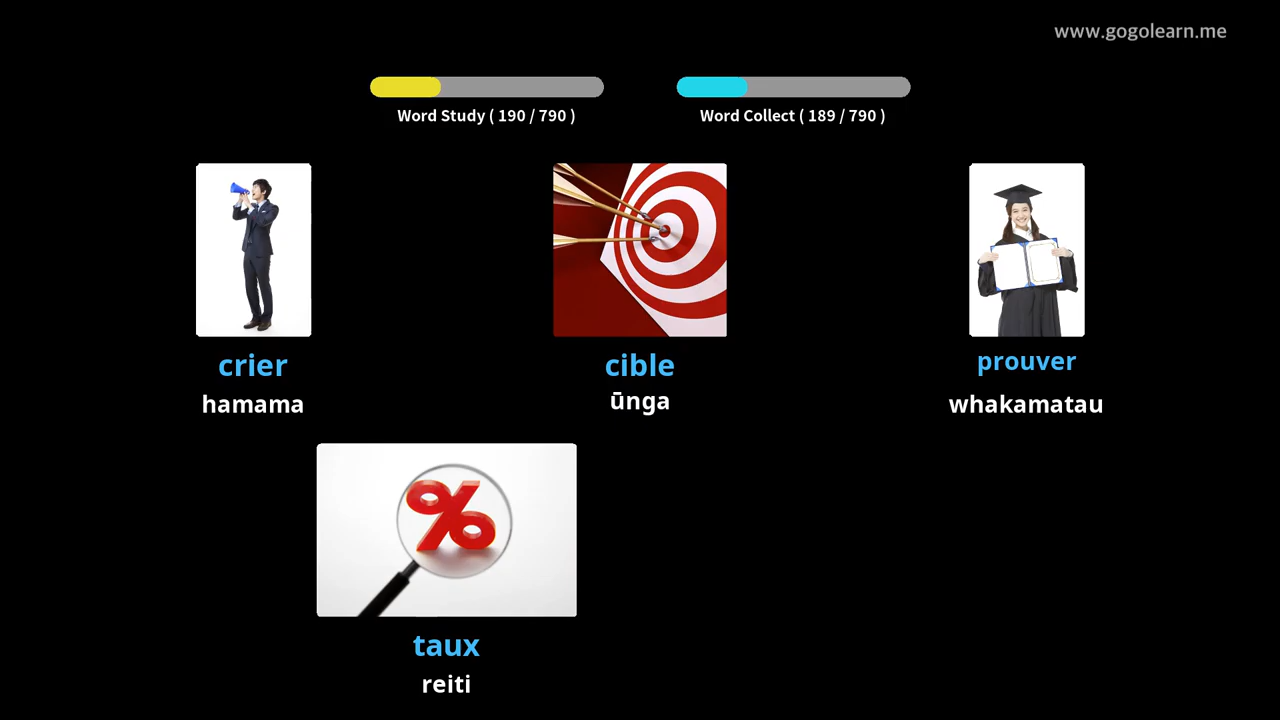 www.gogolearn.me
Word Study ( 190 / 790 )
Word Collect ( 189 / 790 )
crier
hamama
cible
ūnga
prouver
whakamatau
%
taux
reiti